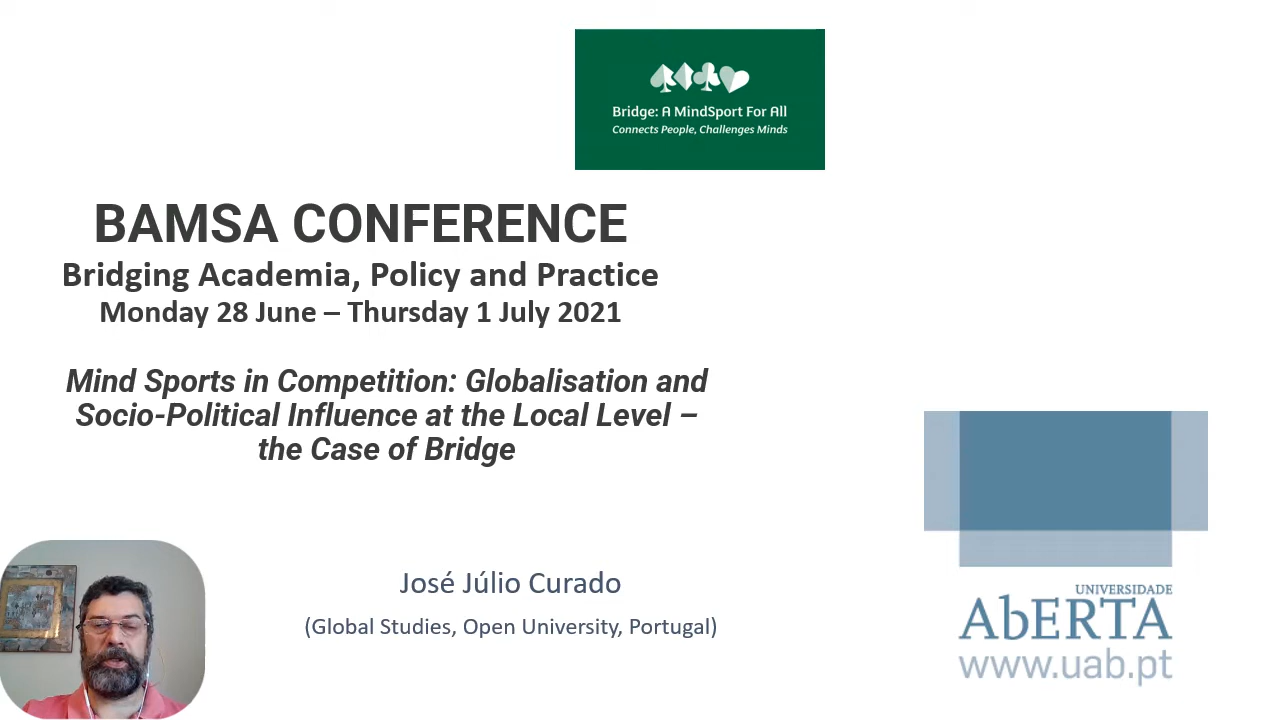 Bridge: A MindSport For All
Connects People, Challenges Minds
BAMSA CONFERENCE
Bridging Academia, Policy and Practice
Monday 28 June – Thursday 1 July 2021
Mind Sports in Competition: Globalisation and
Socio-Political Influence at the Local Level –
the Case of Bridge
José Júlio Curado
(Global Studies, Open University, Portugal)
UNIVERSIDADE
AbERTA
www.uab.pt